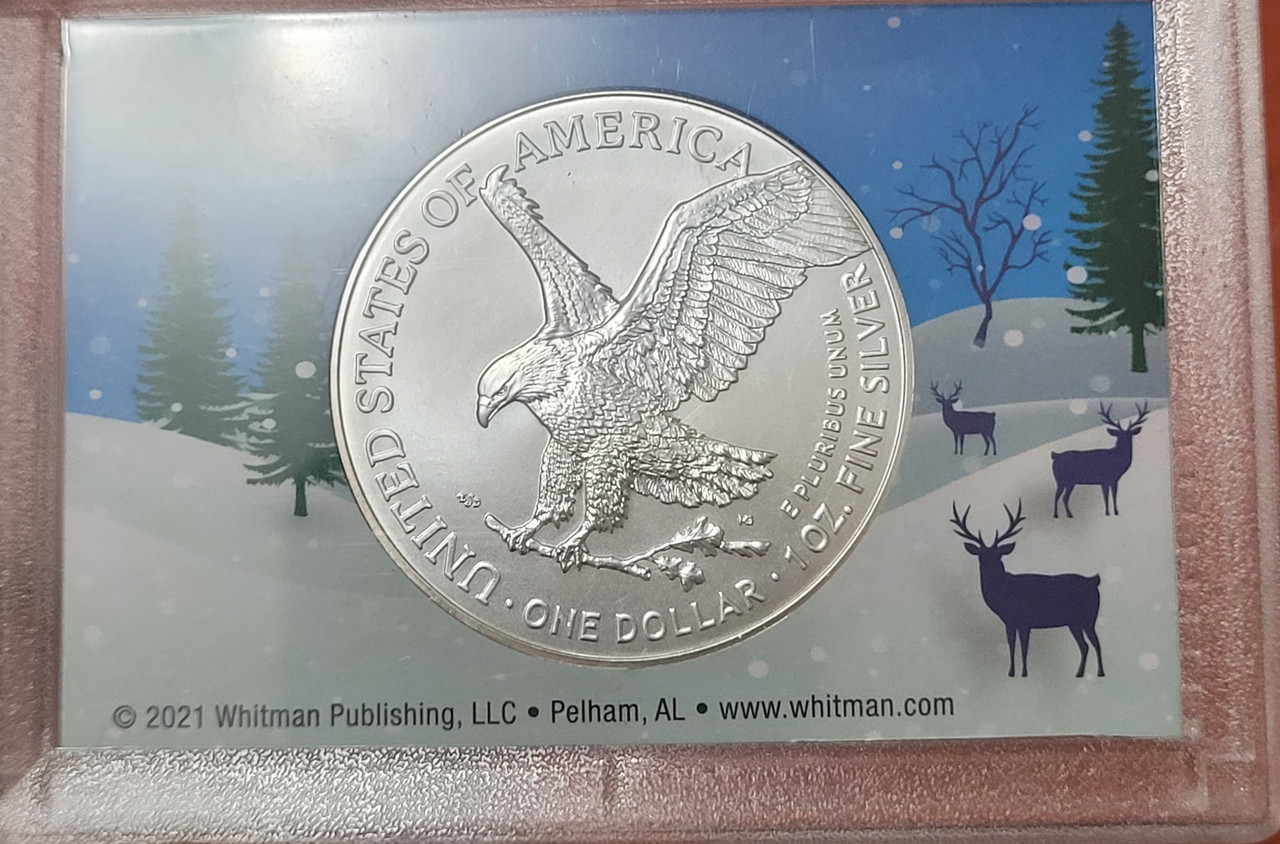 UNITED STATES OF AMERICA
E PLURIBUS UNUM
1 OZ. FINE SILVER
· ONE DOLLAR ·
© 2021 Whitman Publishing, LLC • Pelham, AL • www.whitman.com